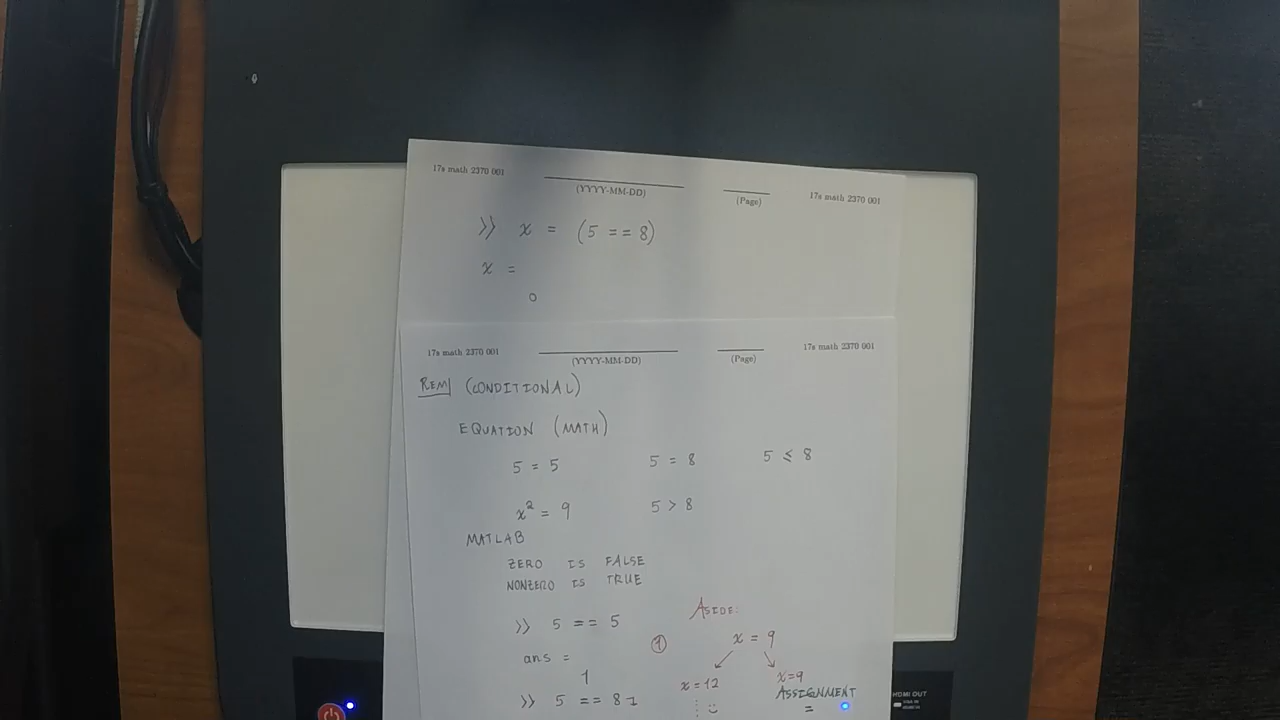 17s math 2370 001 (YYYY-MM-DD) (Page) 17s math 2370 001
>> x = (5 == 8)
x =
0
17s math 2370 001 (YYYY-MM-DD) (Page) 17s math 2370 001
REM (CONDITIONAL)
EQUATION (MATH)
5 = 5 5 = 8 5 ≤ 8
x² = 9 5 > 8
MATLAB
ZERO IS FALSE
NONZERO IS TRUE
ASIDE:
>> 5 == 5
① x = 9
ans =
1
x=12 x=9
ASSIGNMENT
>> 5 == 8
=
HDMI OUT